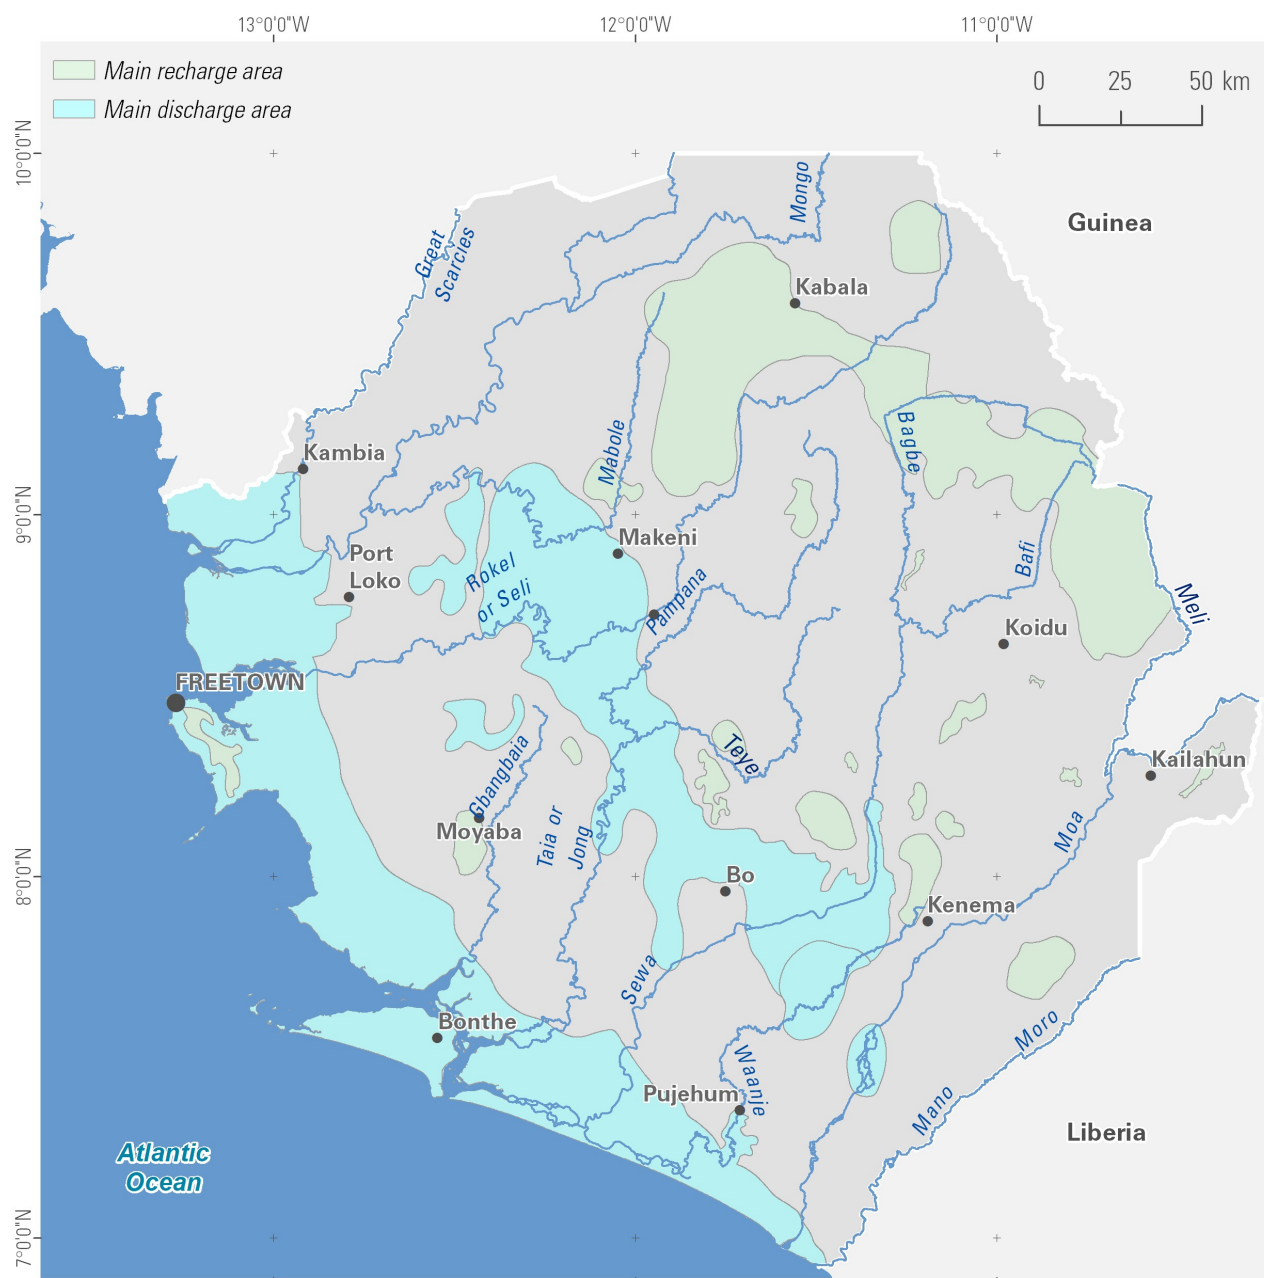 13°0'0"W
12°0'0"W
11°0'0"W
Main recharge area
Main discharge area
0 25 50 km
10°0'0"N
9°0'0"N
8°0'0"N
7°0'0"N
Guinea
Mongo
Great
Scarcies
Kabala
Mabole
Bagbe
Kambia
Makeni
Port
Loko
Rokel
or Seli
Pampana
Bafi
Meli
Koidu
FREETOWN
Teye
Kailahun
Gbangbaia
Moyaba
Taia or
Jong
Moa
Bo
Kenema
Sewa
Bonthe
Moro
Waanje
Pujehum
Mano
Liberia
Atlantic
Ocean